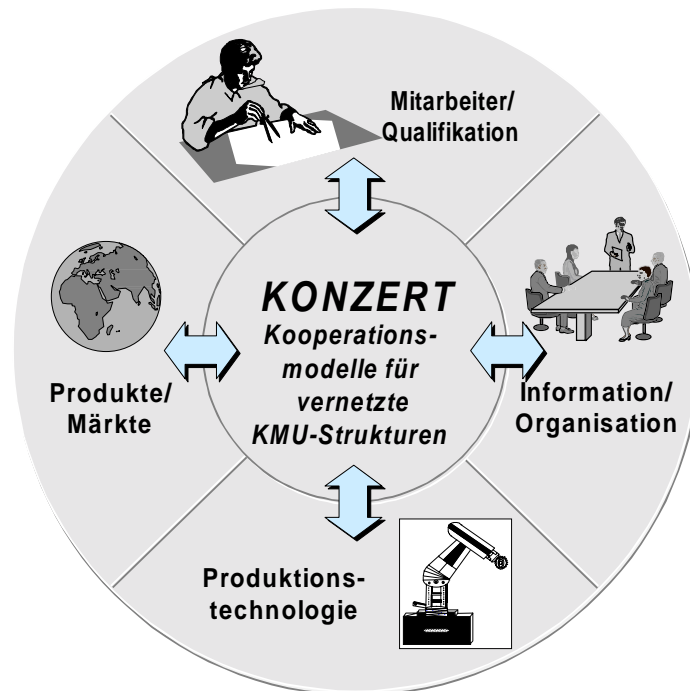 Mitarbeiter/
Qualifikation
KONZERT
Kooperations-
modelle für
vernetzte
KMU-Strukturen
Produkte/
Märkte
Information/
Organisation
Produktions-
technologie